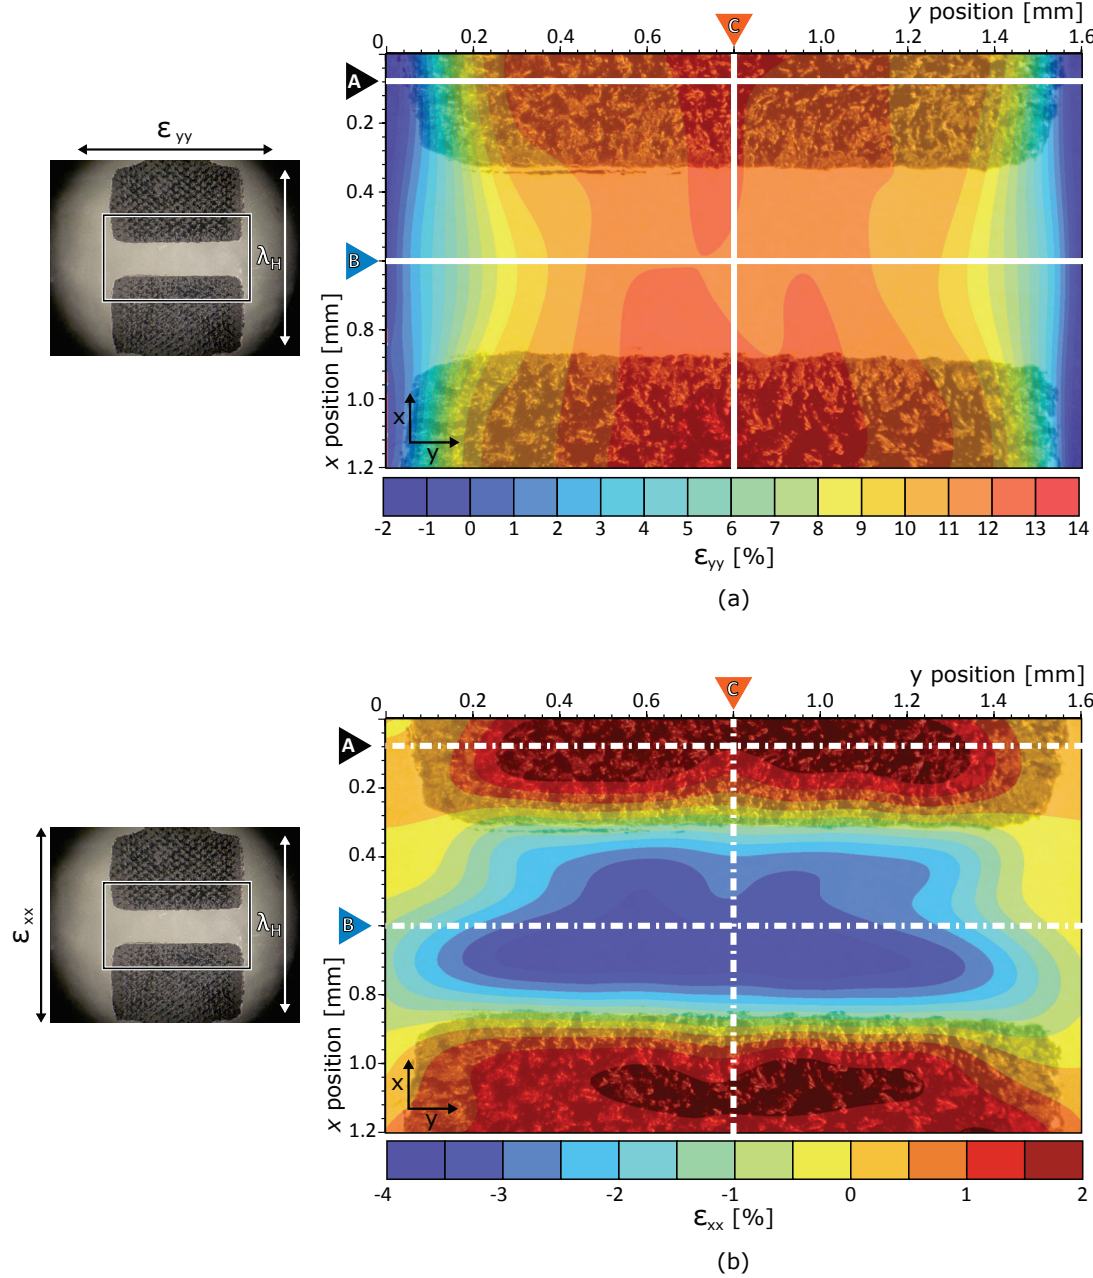 y position [mm]
0 0.2 0.4 0.6 C 1.0 1.2 1.4 1.6
A
0.2
0.4
B
0.8
1.0
1.2
x position [mm]
x
y
εyy
λH
-2 -1 0 1 2 3 4 5 6 7 8 9 10 11 12 13 14
εyy [%]
(a)
y position [mm]
0 0.2 0.4 0.6 C 1.0 1.2 1.4 1.6
A
0.2
0.4
B
0.8
1.0
1.2
x position [mm]
x
y
εxx
λH
-4 -3 -2 -1 0 1 2
εxx [%]
(b)